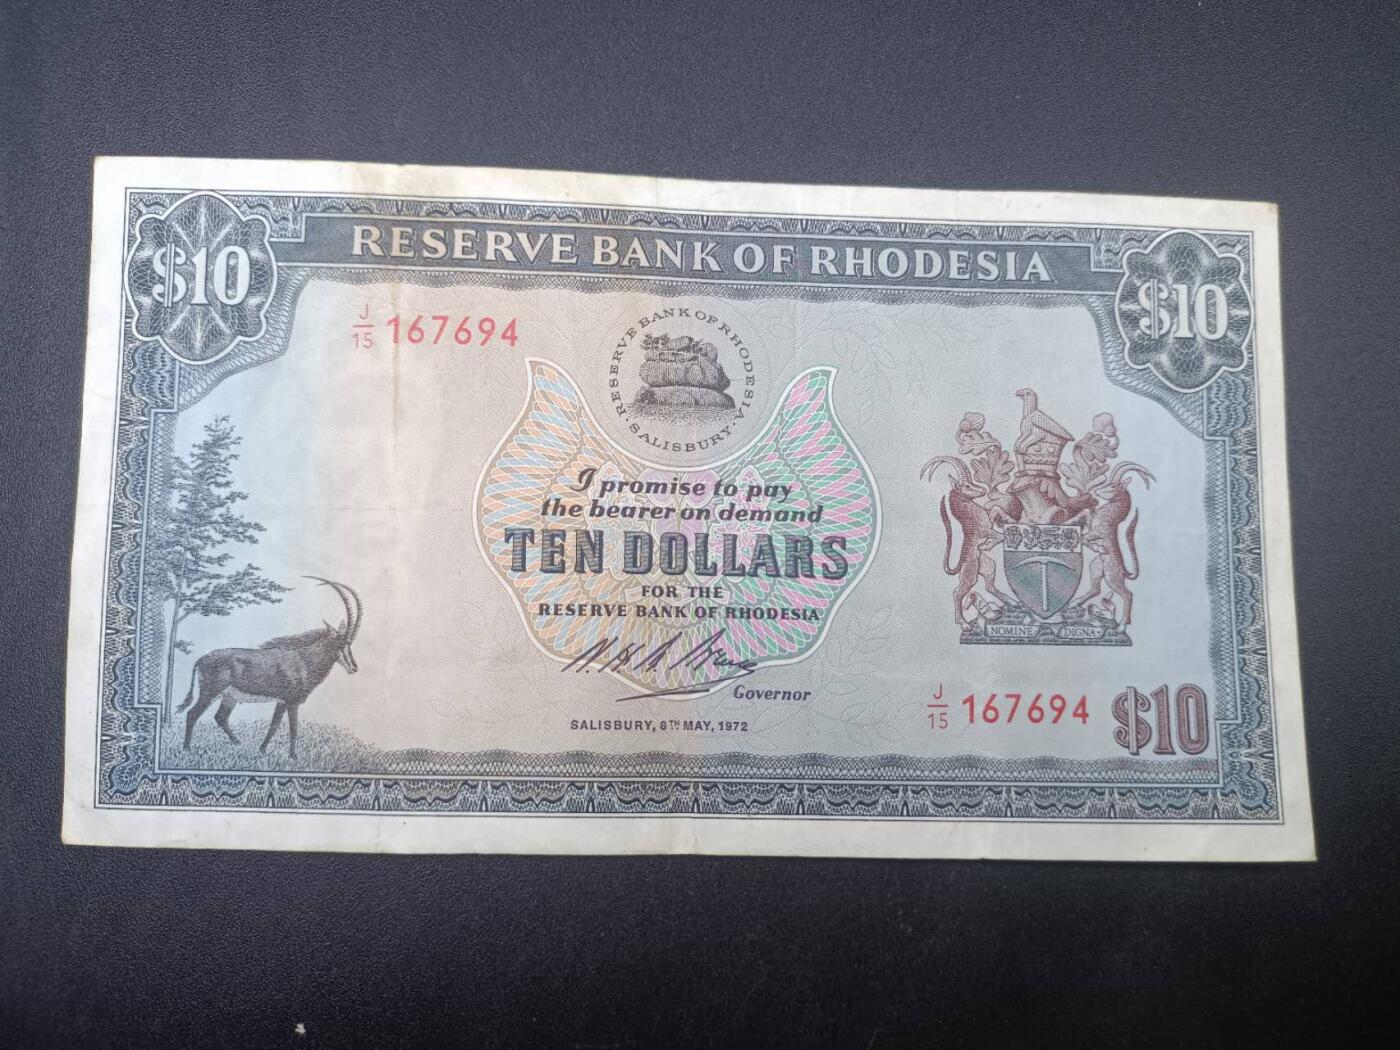 $10
RESERVE BANK OF RHODESIA
$10
J/15 167694
RESERVE BANK OF RHODESIA
· SALISBURY ·
I promise to pay
the bearer on demand
TEN DOLLARS
FOR THE
RESERVE BANK OF RHODESIA
Governor
SALISBURY, 8TH MAY, 1972
NOMINE DIGNA
J/15 167694
$10